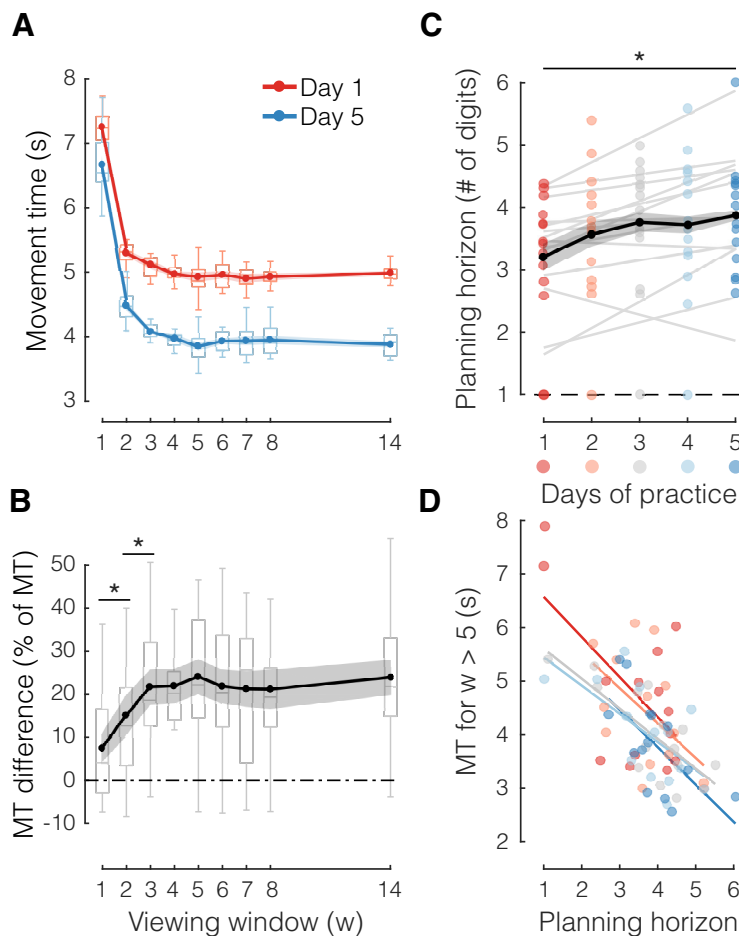 A
Movement time (s)
8
7
6
5
4
3
Day 1
Day 5
1 2 3 4 5 6 7 8 14
B
MT difference (% of MT)
50
40
30
20
10
0
-10
*
*
1 2 3 4 5 6 7 8 14
Viewing window (w)
C
Planning horizon (# of digits)
6
5
4
3
2
1
*
1 2 3 4 5
Days of practice
D
MT for w > 5 (s)
8
7
6
5
4
3
2
1 2 3 4 5 6
Planning horizon